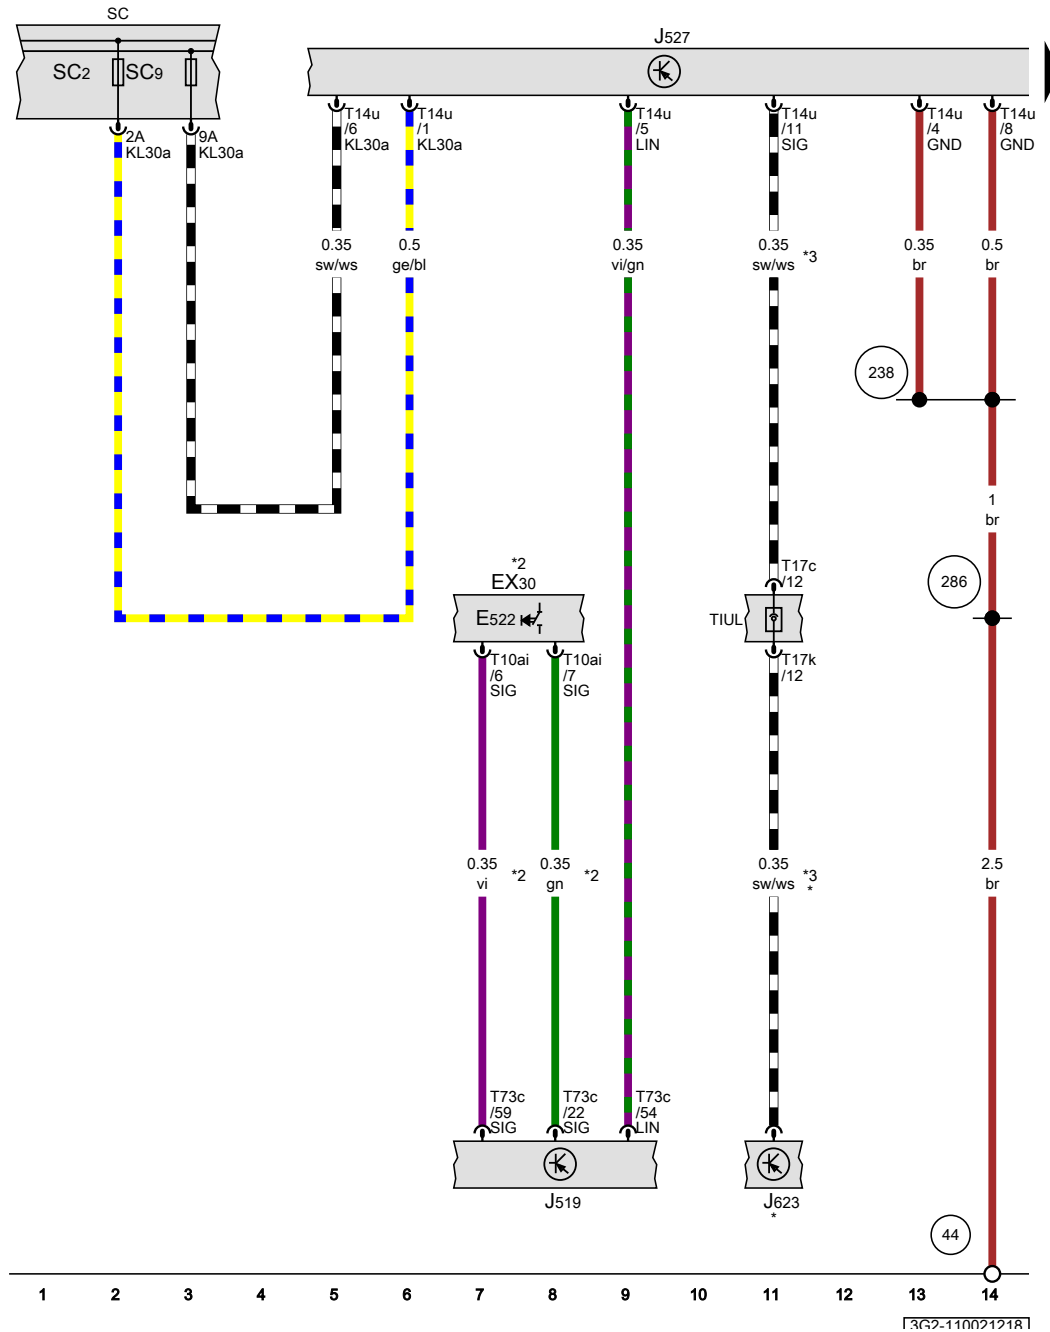 SC
SC2
SC9
J527
2A
KL30a
9A
KL30a
T14u
/6
KL30a
T14u
/1
KL30a
T14u
/5
LIN
T14u
/11
SIG
T14u
/4
GND
T14u
/8
GND
0.35
sw/ws
0.5
ge/bl
0.35
vi/gn
0.35
sw/ws
*3
0.35
br
0.5
br
238
1
br
*2
EX30
E522
T17c
/12
286
TIUL
T10ai
/6
SIG
T10ai
/7
SIG
T17k
/12
0.35
vi
*2
0.35
gn
*2
0.35
sw/ws
*3
*
2.5
br
T73c
/59
SIG
T73c
/22
SIG
T73c
/54
LIN
J519
J623
*
44
1 2 3 4 5 6 7 8 9 10 11 12 13 14
3G2-110021218